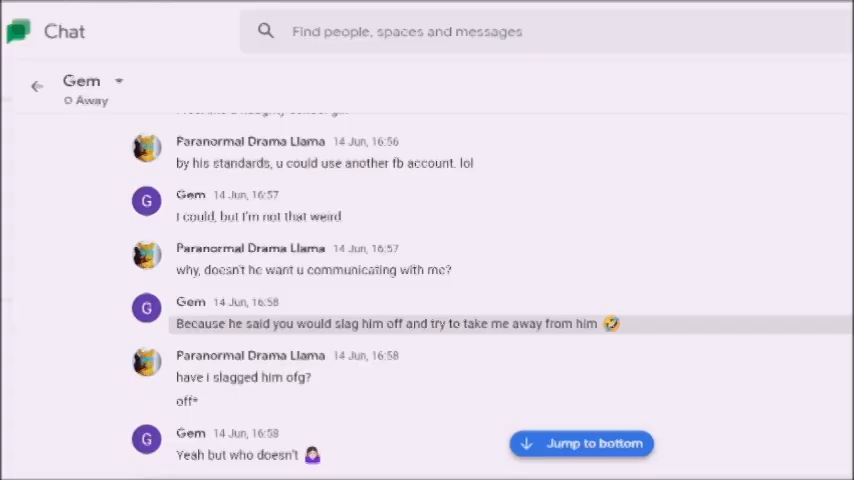 Chat
Find people, spaces and messages
Gem
Away
Paranormal Drama Llama 14 Jun, 16:56
by his standards, u could use another fb account. lol
G
Gem 14 Jun, 16:57
I could, but I'm not that weird
Paranormal Drama Llama 14 Jun, 16:57
why, doesn't he want u communicating with me?
G
Gem 14 Jun, 16:58
Because he said you would slag him off and try to take me away from him 🤣
Paranormal Drama Llama 14 Jun, 16:58
have i slagged him ofg?
off*
G
Gem 14 Jun, 16:58
Yeah but who doesn't 🤷🏻‍♀️
Jump to bottom